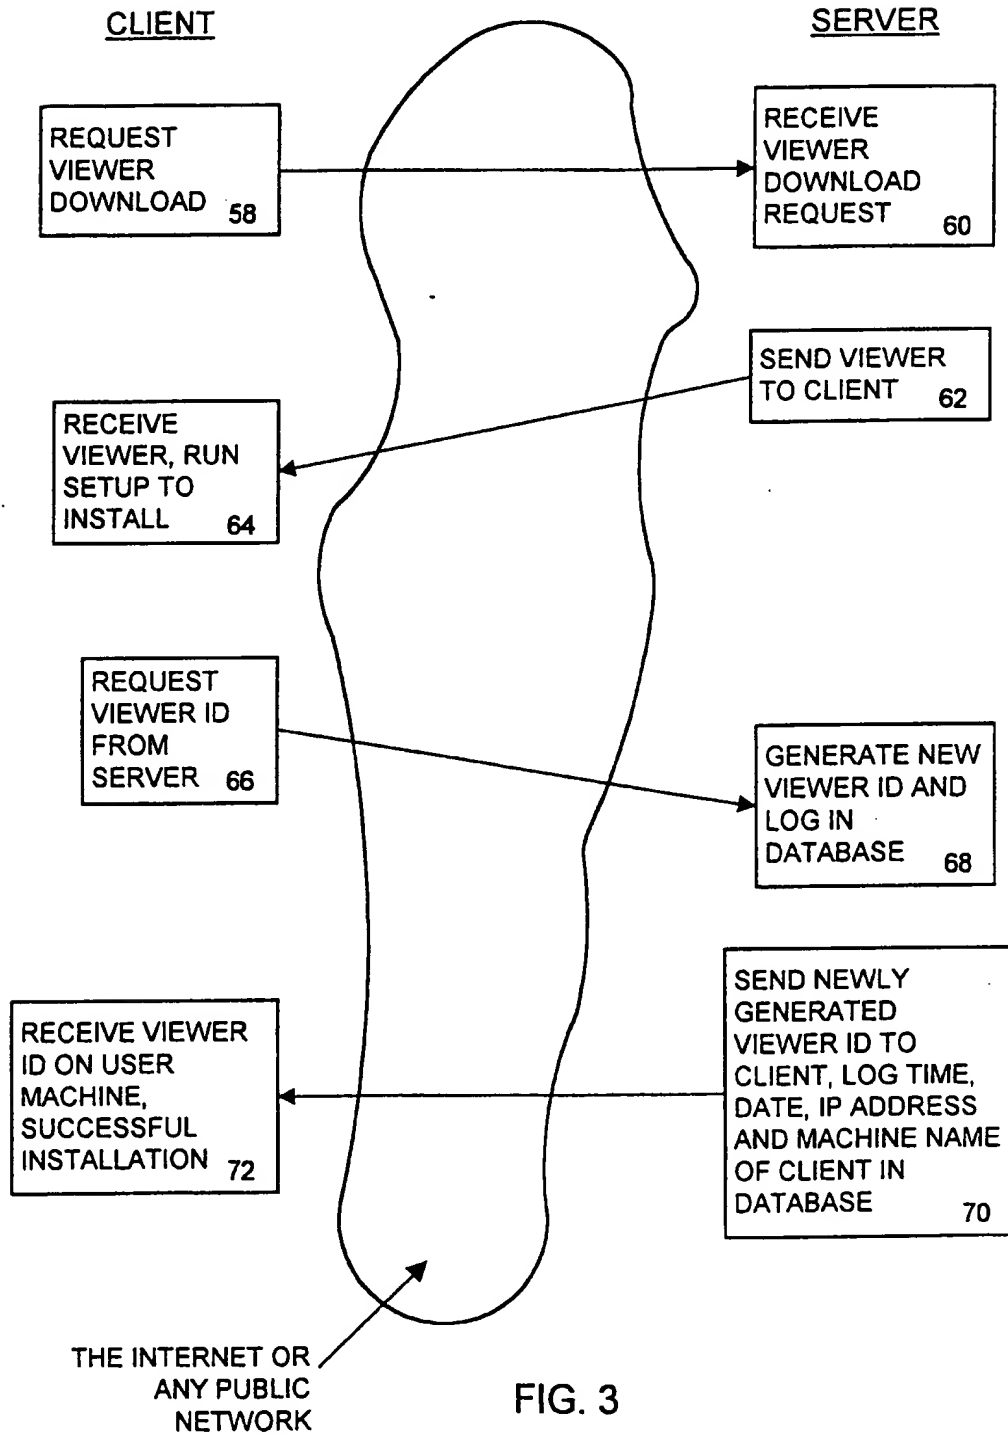 CLIENT
SERVER
REQUEST
VIEWER
DOWNLOAD
58
RECEIVE
VIEWER
DOWNLOAD
REQUEST
60
SEND VIEWER
TO CLIENT
62
RECEIVE
VIEWER, RUN
SETUP TO
INSTALL
64
REQUEST
VIEWER ID
FROM
SERVER
66
GENERATE NEW
VIEWER ID AND
LOG IN
DATABASE
68
SEND NEWLY
GENERATED
VIEWER ID TO
CLIENT, LOG TIME,
DATE, IP ADDRESS
AND MACHINE NAME
OF CLIENT IN
DATABASE
70
RECEIVE VIEWER
ID ON USER
MACHINE,
SUCCESSFUL
INSTALLATION
72
THE INTERNET OR
ANY PUBLIC
NETWORK
FIG. 3